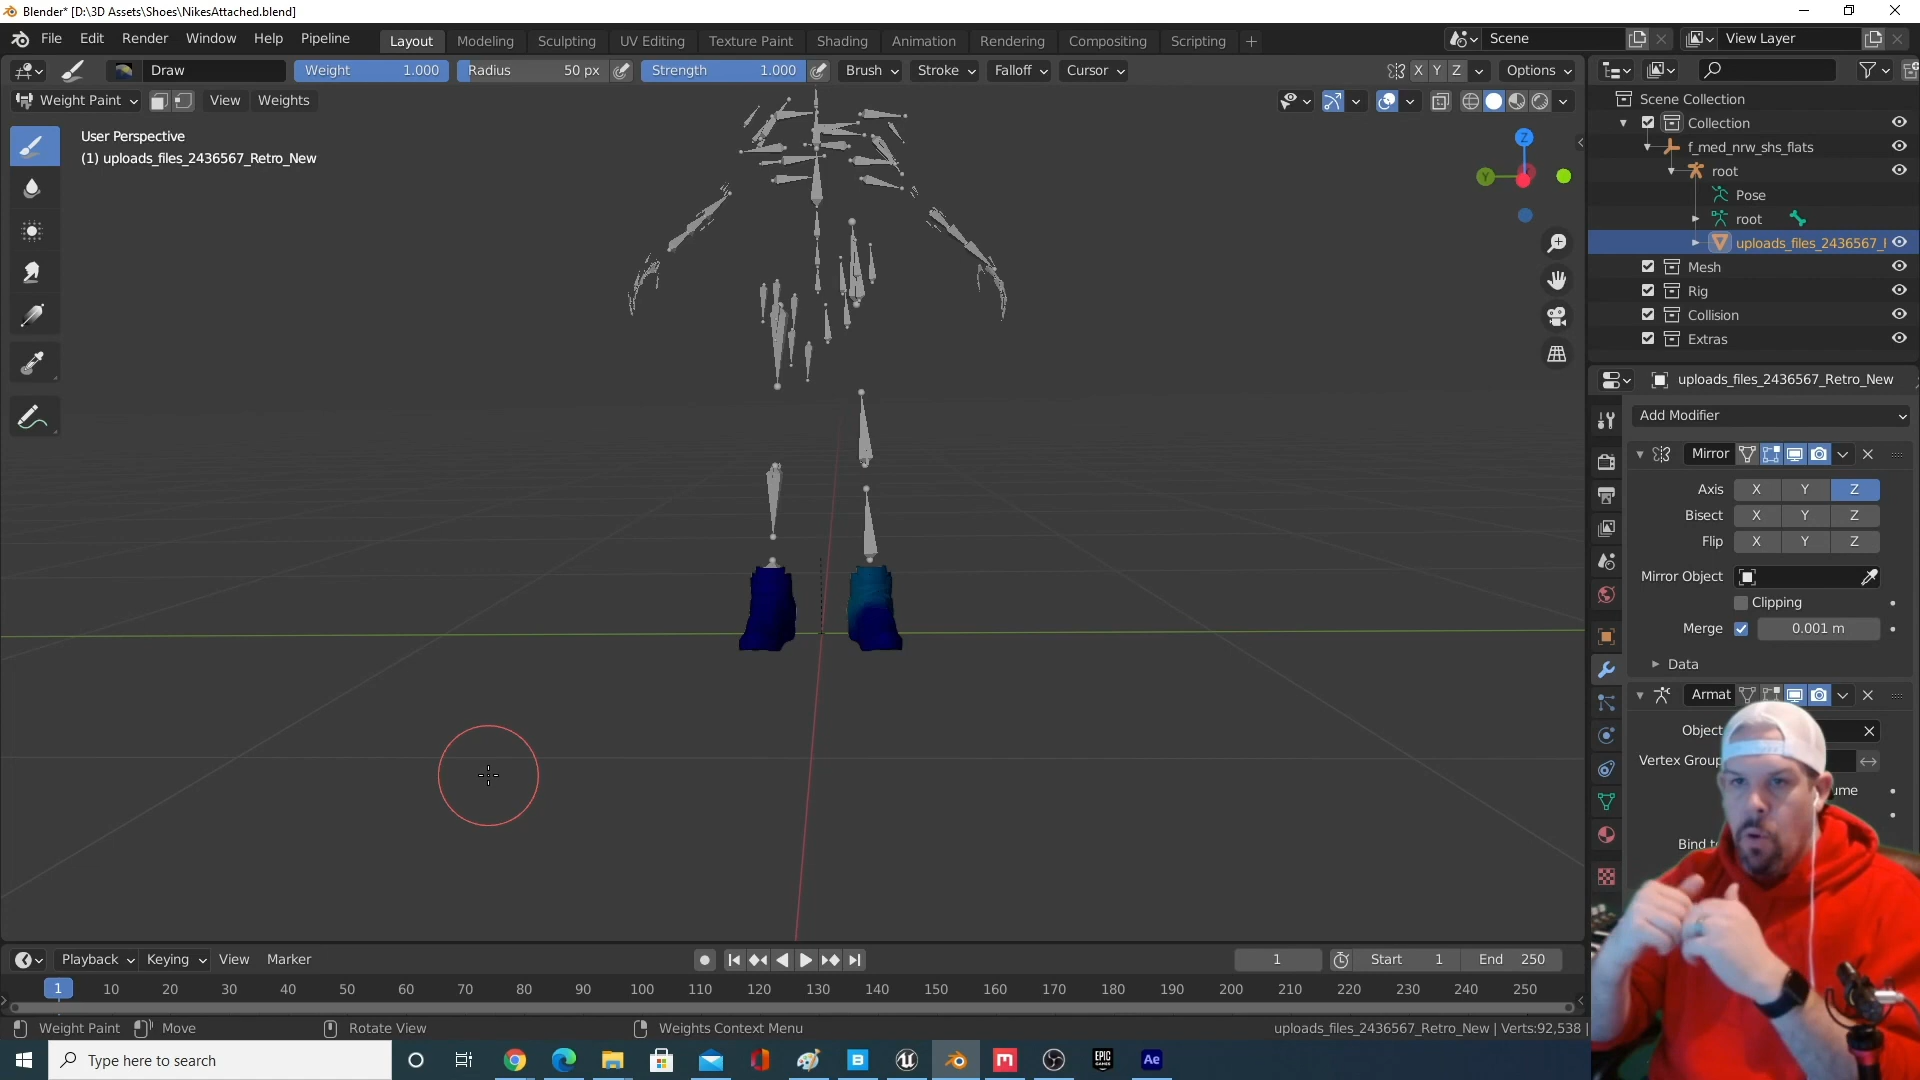 Blender* [D:\3D Assets\Shoes\NikesAttached.blend]
File Edit Render Window Help Pipeline Layout Modeling Sculpting UV Editing Texture Paint Shading Animation Rendering Compositing Scripting + Scene View Layer
Draw Weight 1.000 Radius 50 px Strength 1.000 Brush Stroke Falloff Cursor X Y Z Options
Weight Paint View Weights
Scene Collection
Collection
User Perspective
(1) uploads_files_2436567_Retro_New
f_med_nrw_shs_flats
root
Pose
root
uploads_files_2436567_
Mesh
Rig
Collision
Extras
Z
Y
uploads_files_2436567_Retro_New
Add Modifier
Mirror
Axis X Y Z
Bisect X Y Z
Flip X Y Z
Mirror Object
Clipping
Merge 0.001 m
Data
Armat
Object
Vertex Group
Playback Keying View Marker 1 Start 1 End 250
1 10 20 30 40 50 60 70 80 90 100 110 120 130 140 150 160 170 180 190 200 210 220 230 240 250
Weight Paint Move Rotate View Weights Context Menu uploads_files_2436567_Retro_New | Verts:92,538 |
Type here to search
EPIC GAMES
Ae